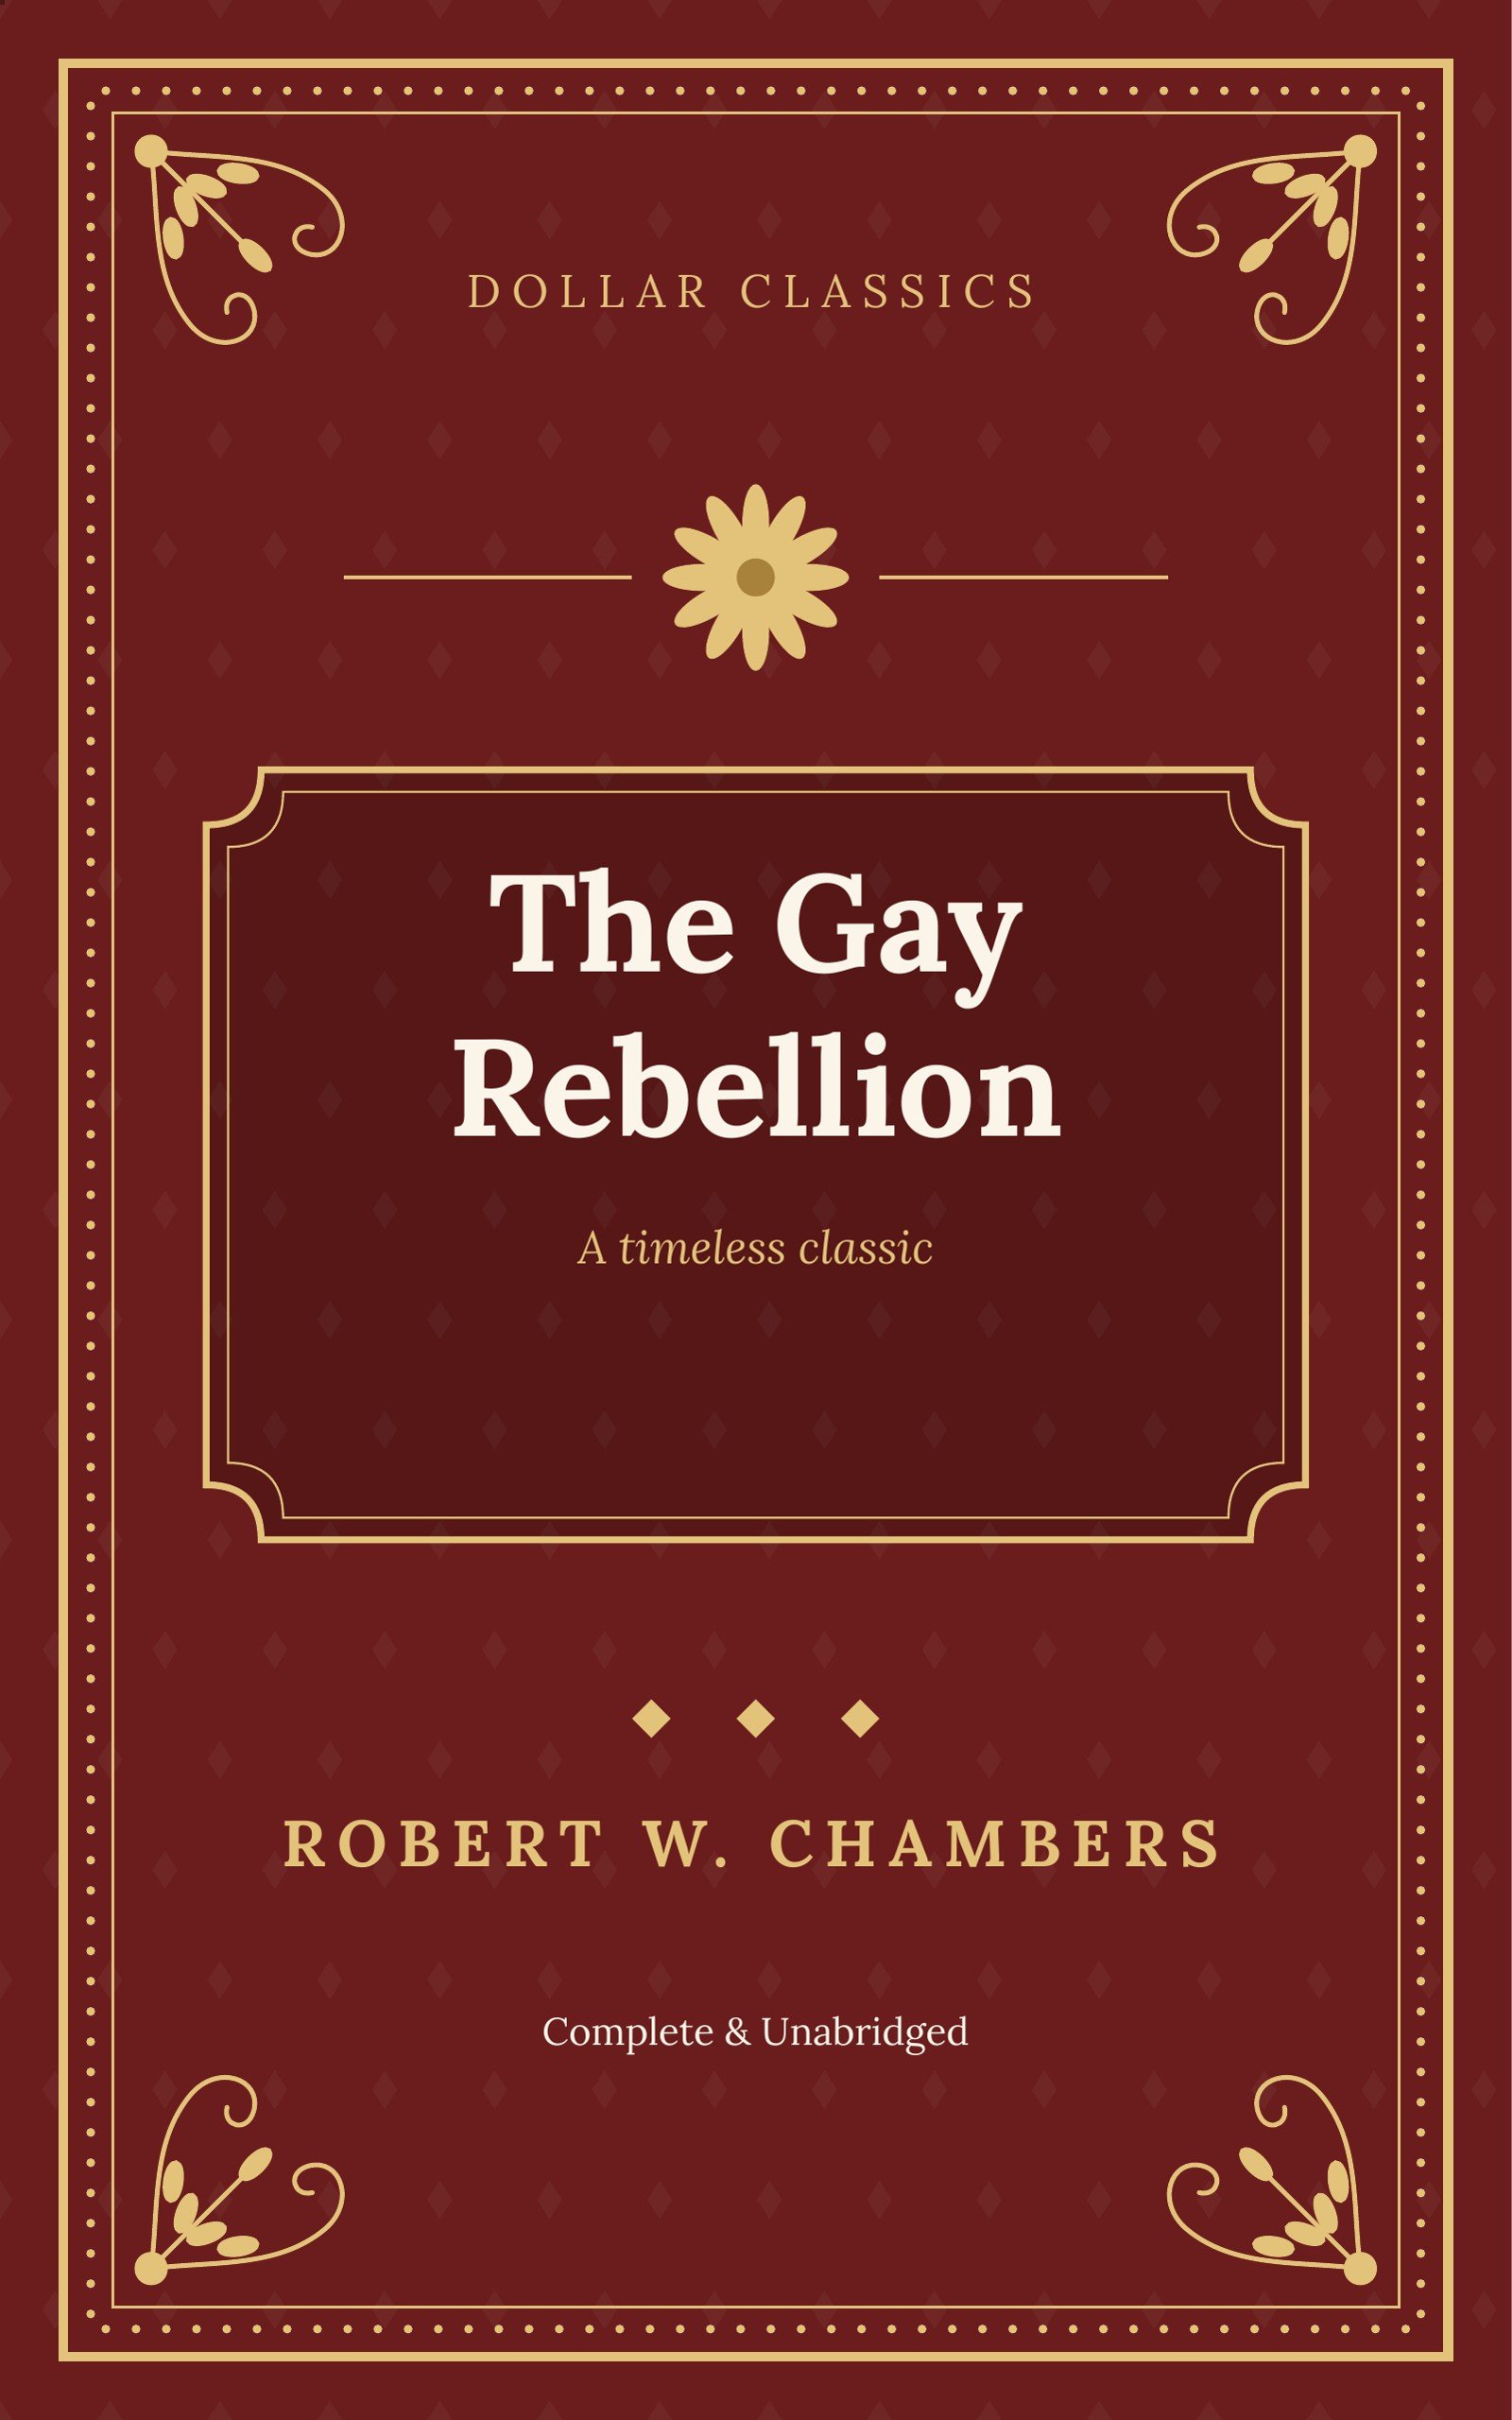 DOLLAR CLASSICS
The Gay
Rebellion
A timeless classic
ROBERT W. CHAMBERS
Complete & Unabridged